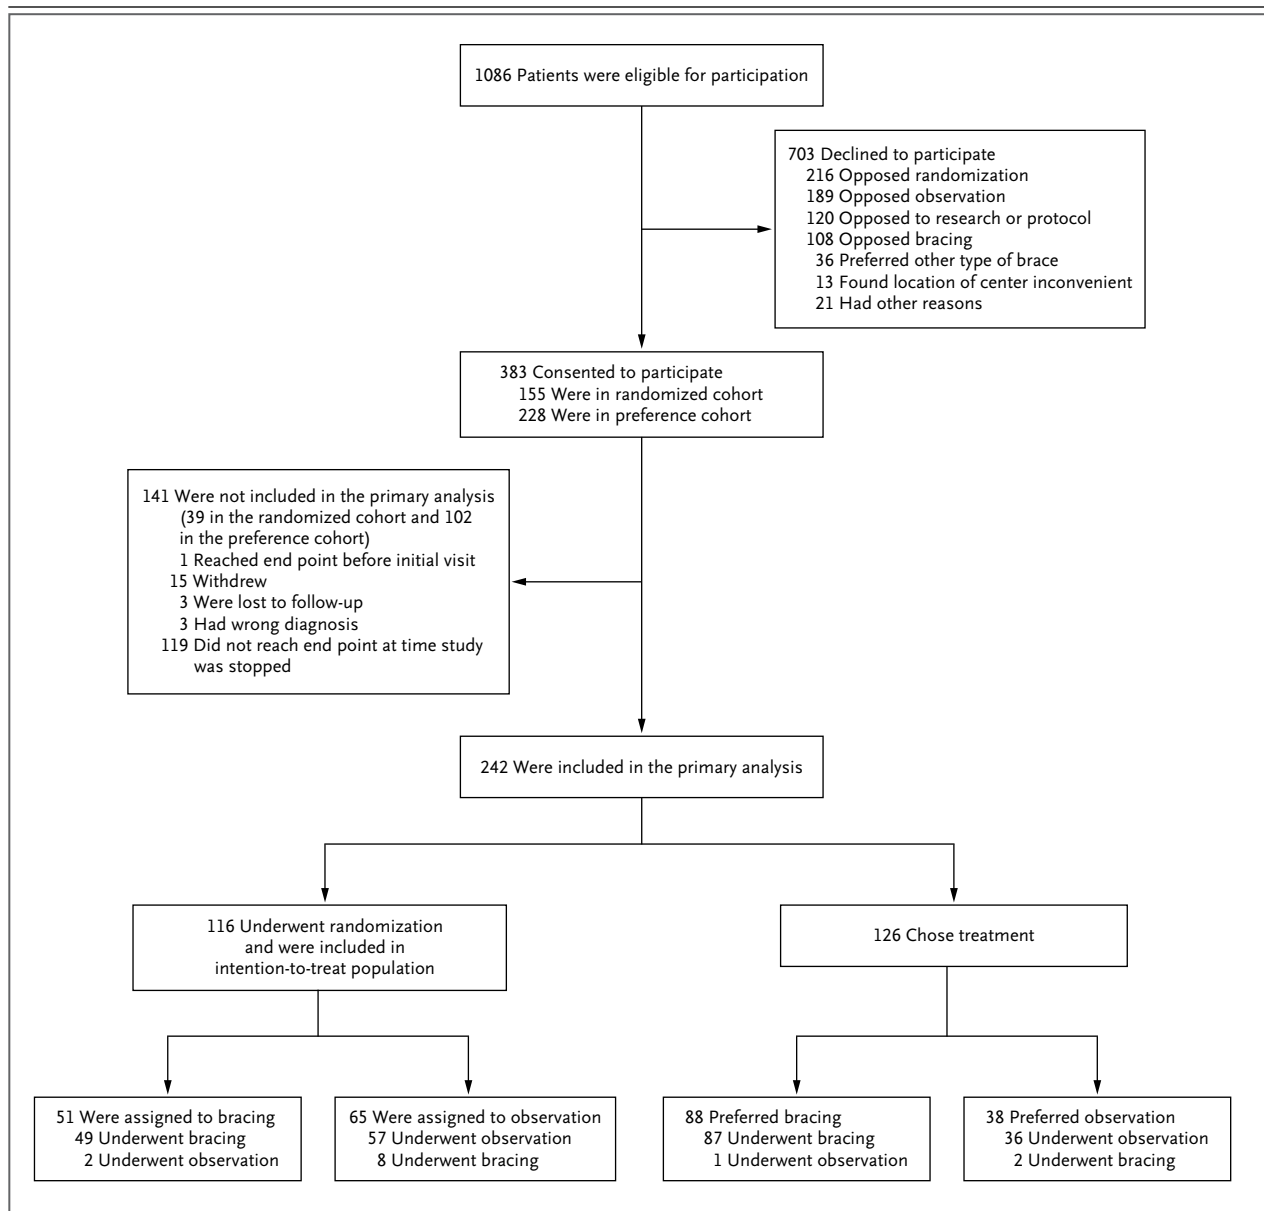 1086 Patients were eligible for participation
703 Declined to participate
216 Opposed randomization
189 Opposed observation
120 Opposed to research or protocol
108 Opposed bracing
36 Preferred other type of brace
13 Found location of center inconvenient
21 Had other reasons
383 Consented to participate
155 Were in randomized cohort
228 Were in preference cohort
141 Were not included in the primary analysis
(39 in the randomized cohort and 102
in the preference cohort)
1 Reached end point before initial visit
15 Withdrew
3 Were lost to follow-up
3 Had wrong diagnosis
119 Did not reach end point at time study
was stopped
242 Were included in the primary analysis
116 Underwent randomization
and were included in
intention-to-treat population
126 Chose treatment
51 Were assigned to bracing
49 Underwent bracing
2 Underwent observation
65 Were assigned to observation
57 Underwent observation
8 Underwent bracing
88 Preferred bracing
87 Underwent bracing
1 Underwent observation
38 Preferred observation
36 Underwent observation
2 Underwent bracing